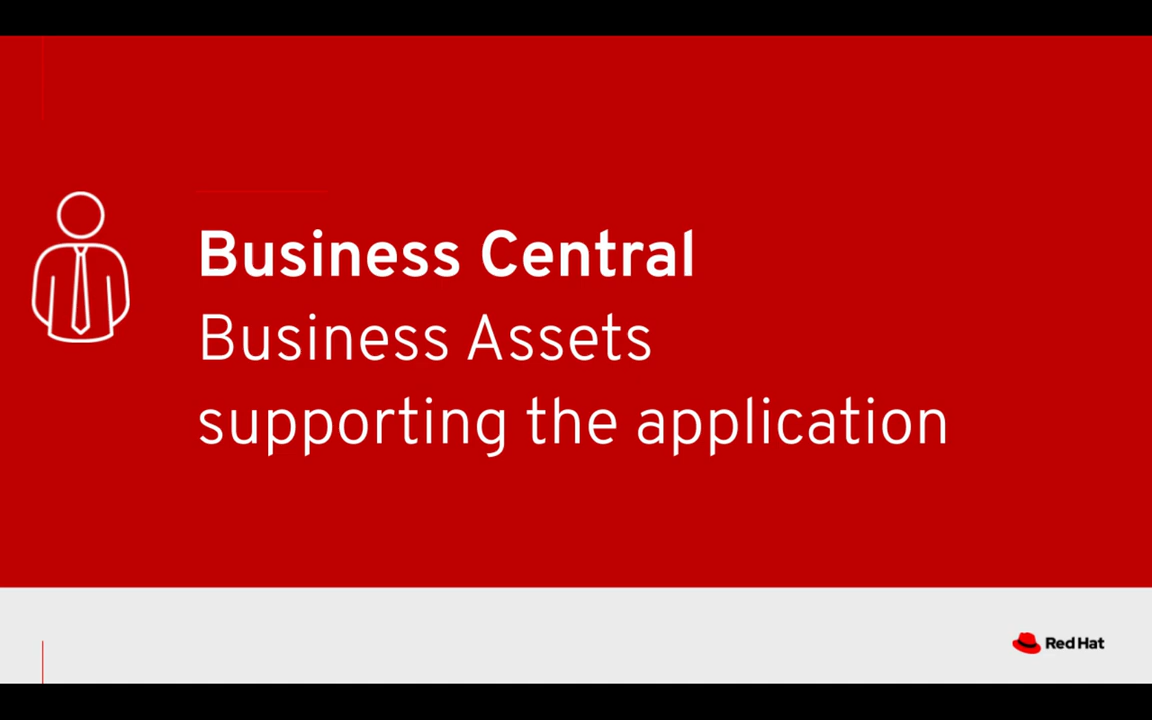 Business Central
Business Assets
supporting the application
Red Hat